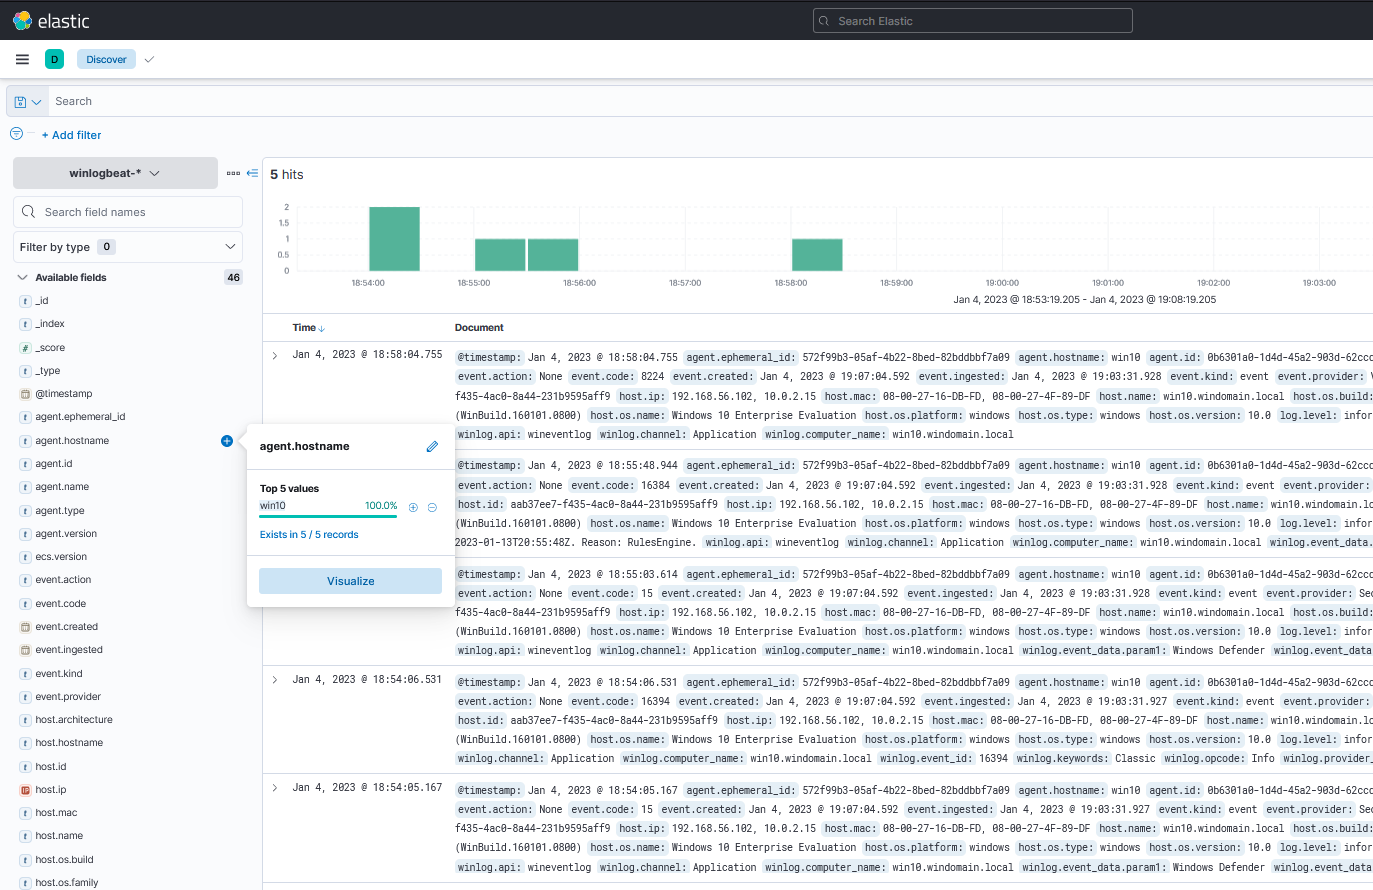 elastic
Search Elastic
D
Discover
Search
+ Add filter
winlogbeat-*
5 hits
Search field names
Filter by type 0
Available fields 46
t _id
t _index
# _score
t _type
@timestamp
t agent.ephemeral_id
t agent.hostname
t agent.id
t agent.name
t agent.type
t agent.version
t ecs.version
t event.action
t event.code
event.created
event.ingested
t event.kind
t event.provider
t host.architecture
t host.hostname
t host.id
IP host.ip
t host.mac
t host.name
t host.os.build
t host.os.family
agent.hostname
Top 5 values
win10 100.0%
Exists in 5 / 5 records
Visualize
2
1.5
1
0.5
0
18:54:00 18:55:00 18:56:00 18:57:00 18:58:00 18:59:00 19:00:00 19:01:00 19:02:00 19:03:00
Jan 4, 2023 @ 18:53:19.205 - Jan 4, 2023 @ 19:08:19.205
Time Document
Jan 4, 2023 @ 18:58:04.755 @timestamp: Jan 4, 2023 @ 18:58:04.755 agent.ephemeral_id: 572f99b3-05af-4b22-8bed-82bddbbf7a09 agent.hostname: win10 agent.id: 0b6301a0-1d4d-45a2-903d-62ccc
event.action: None event.code: 8224 event.created: Jan 4, 2023 @ 19:07:04.592 event.ingested: Jan 4, 2023 @ 19:03:31.928 event.kind: event event.provider: V
f435-4ac0-8a44-231b9595aff9 host.ip: 192.168.56.102, 10.0.2.15 host.mac: 08-00-27-16-DB-FD, 08-00-27-4F-89-DF host.name: win10.windomain.local host.os.build:
(WinBuild.160101.0800) host.os.name: Windows 10 Enterprise Evaluation host.os.platform: windows host.os.type: windows host.os.version: 10.0 log.level: infor
winlog.api: wineventlog winlog.channel: Application winlog.computer_name: win10.windomain.local
@timestamp: Jan 4, 2023 @ 18:55:48.944 agent.ephemeral_id: 572f99b3-05af-4b22-8bed-82bddbbf7a09 agent.hostname: win10 agent.id: 0b6301a0-1d4d-45a2-903d-62ccc
event.action: None event.code: 16384 event.created: Jan 4, 2023 @ 19:07:04.592 event.ingested: Jan 4, 2023 @ 19:03:31.928 event.kind: event event.provider:
host.id: aab37ee7-f435-4ac0-8a44-231b9595aff9 host.ip: 192.168.56.102, 10.0.2.15 host.mac: 08-00-27-16-DB-FD, 08-00-27-4F-89-DF host.name: win10.windomain.lo
(WinBuild.160101.0800) host.os.name: Windows 10 Enterprise Evaluation host.os.platform: windows host.os.type: windows host.os.version: 10.0 log.level: infor
2023-01-13T20:55:48Z. Reason: RulesEngine. winlog.api: wineventlog winlog.channel: Application winlog.computer_name: win10.windomain.local winlog.event_data.
@timestamp: Jan 4, 2023 @ 18:55:03.614 agent.ephemeral_id: 572f99b3-05af-4b22-8bed-82bddbbf7a09 agent.hostname: win10 agent.id: 0b6301a0-1d4d-45a2-903d-62ccc
event.action: None event.code: 15 event.created: Jan 4, 2023 @ 19:07:04.592 event.ingested: Jan 4, 2023 @ 19:03:31.928 event.kind: event event.provider: Sec
f435-4ac0-8a44-231b9595aff9 host.ip: 192.168.56.102, 10.0.2.15 host.mac: 08-00-27-16-DB-FD, 08-00-27-4F-89-DF host.name: win10.windomain.local host.os.build:
(WinBuild.160101.0800) host.os.name: Windows 10 Enterprise Evaluation host.os.platform: windows host.os.type: windows host.os.version: 10.0 log.level: infor
winlog.api: wineventlog winlog.channel: Application winlog.computer_name: win10.windomain.local winlog.event_data.param1: Windows Defender winlog.event_data
Jan 4, 2023 @ 18:54:06.531 @timestamp: Jan 4, 2023 @ 18:54:06.531 agent.ephemeral_id: 572f99b3-05af-4b22-8bed-82bddbbf7a09 agent.hostname: win10 agent.id: 0b6301a0-1d4d-45a2-903d-62ccc
event.action: None event.code: 16394 event.created: Jan 4, 2023 @ 19:07:04.592 event.ingested: Jan 4, 2023 @ 19:03:31.927 event.kind: event event.provider:
host.id: aab37ee7-f435-4ac0-8a44-231b9595aff9 host.ip: 192.168.56.102, 10.0.2.15 host.mac: 08-00-27-16-DB-FD, 08-00-27-4F-89-DF host.name: win10.windomain.lo
(WinBuild.160101.0800) host.os.name: Windows 10 Enterprise Evaluation host.os.platform: windows host.os.type: windows host.os.version: 10.0 log.level: infor
winlog.channel: Application winlog.computer_name: win10.windomain.local winlog.event_id: 16394 winlog.keywords: Classic winlog.opcode: Info winlog.provider_
Jan 4, 2023 @ 18:54:05.167 @timestamp: Jan 4, 2023 @ 18:54:05.167 agent.ephemeral_id: 572f99b3-05af-4b22-8bed-82bddbbf7a09 agent.hostname: win10 agent.id: 0b6301a0-1d4d-45a2-903d-62ccc
event.action: None event.code: 15 event.created: Jan 4, 2023 @ 19:07:04.592 event.ingested: Jan 4, 2023 @ 19:03:31.927 event.kind: event event.provider: Sec
f435-4ac0-8a44-231b9595aff9 host.ip: 192.168.56.102, 10.0.2.15 host.mac: 08-00-27-16-DB-FD, 08-00-27-4F-89-DF host.name: win10.windomain.local host.os.build:
(WinBuild.160101.0800) host.os.name: Windows 10 Enterprise Evaluation host.os.platform: windows host.os.type: windows host.os.version: 10.0 log.level: infor
winlog.api: wineventlog winlog.channel: Application winlog.computer_name: win10.windomain.local winlog.event_data.param1: Windows Defender winlog.event_data